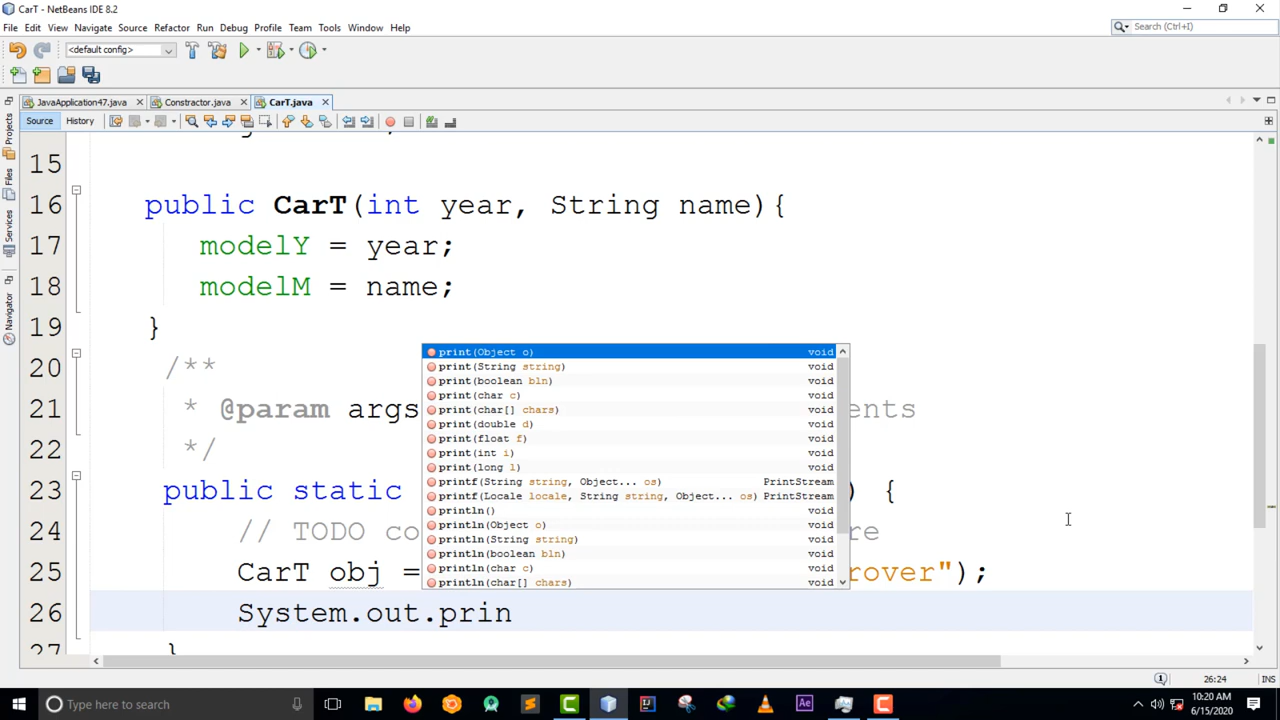 CarT - NetBeans IDE 8.2
File Edit View Navigate Source Refactor Run Debug Profile Team Tools Window Help
Search (Ctrl+I)
<default config>
JavaApplication47.java Constractor.java CarT.java
Source History
Projects
Files
Services
Navigator
15
16 public CarT(int year, String name){
17 modelY = year;
18 modelM = name;
19 }
20 /**
21 * @param args ents
22 */
23 public static ) {
24 // TODO co re
25 CarT obj = rover");
26 System.out.prin
27 }
print(Object o) void
print(String string) void
print(boolean bln) void
print(char c) void
print(char[] chars) void
print(double d) void
print(float f) void
print(int i) void
print(long l) void
printf(String string, Object... os) PrintStream
printf(Locale locale, String string, Object... os) PrintStream
println() void
println(Object o) void
println(String string) void
println(boolean bln) void
println(char c) void
println(char[] chars) void
26:24 INS
Type here to search
Ae
10:20 AM
6/15/2020